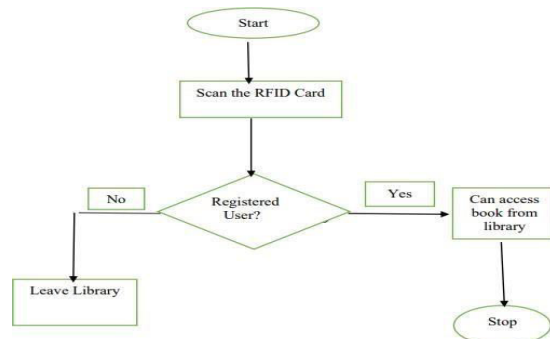 Start
Scan the RFID Card
No
Registered
User?
Yes
Can access
book from
library
Leave Library
Stop